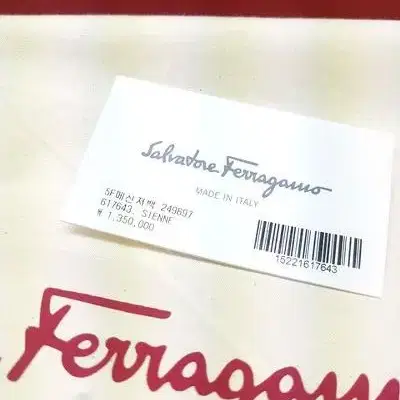 Salvatore Ferragamo
MADE IN ITALY
5F메신저백 249697
617643. SIENNE
₩ 1,350,000
15221617643
Ferragamo